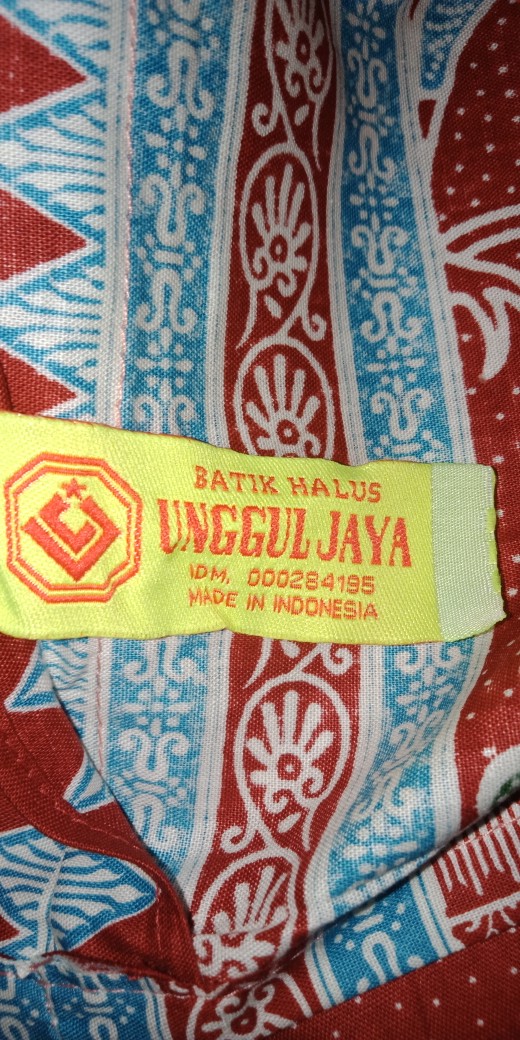 BATIK HALUS
UNGGUL JAYA
IDM. 000284195
MADE IN INDONESIA